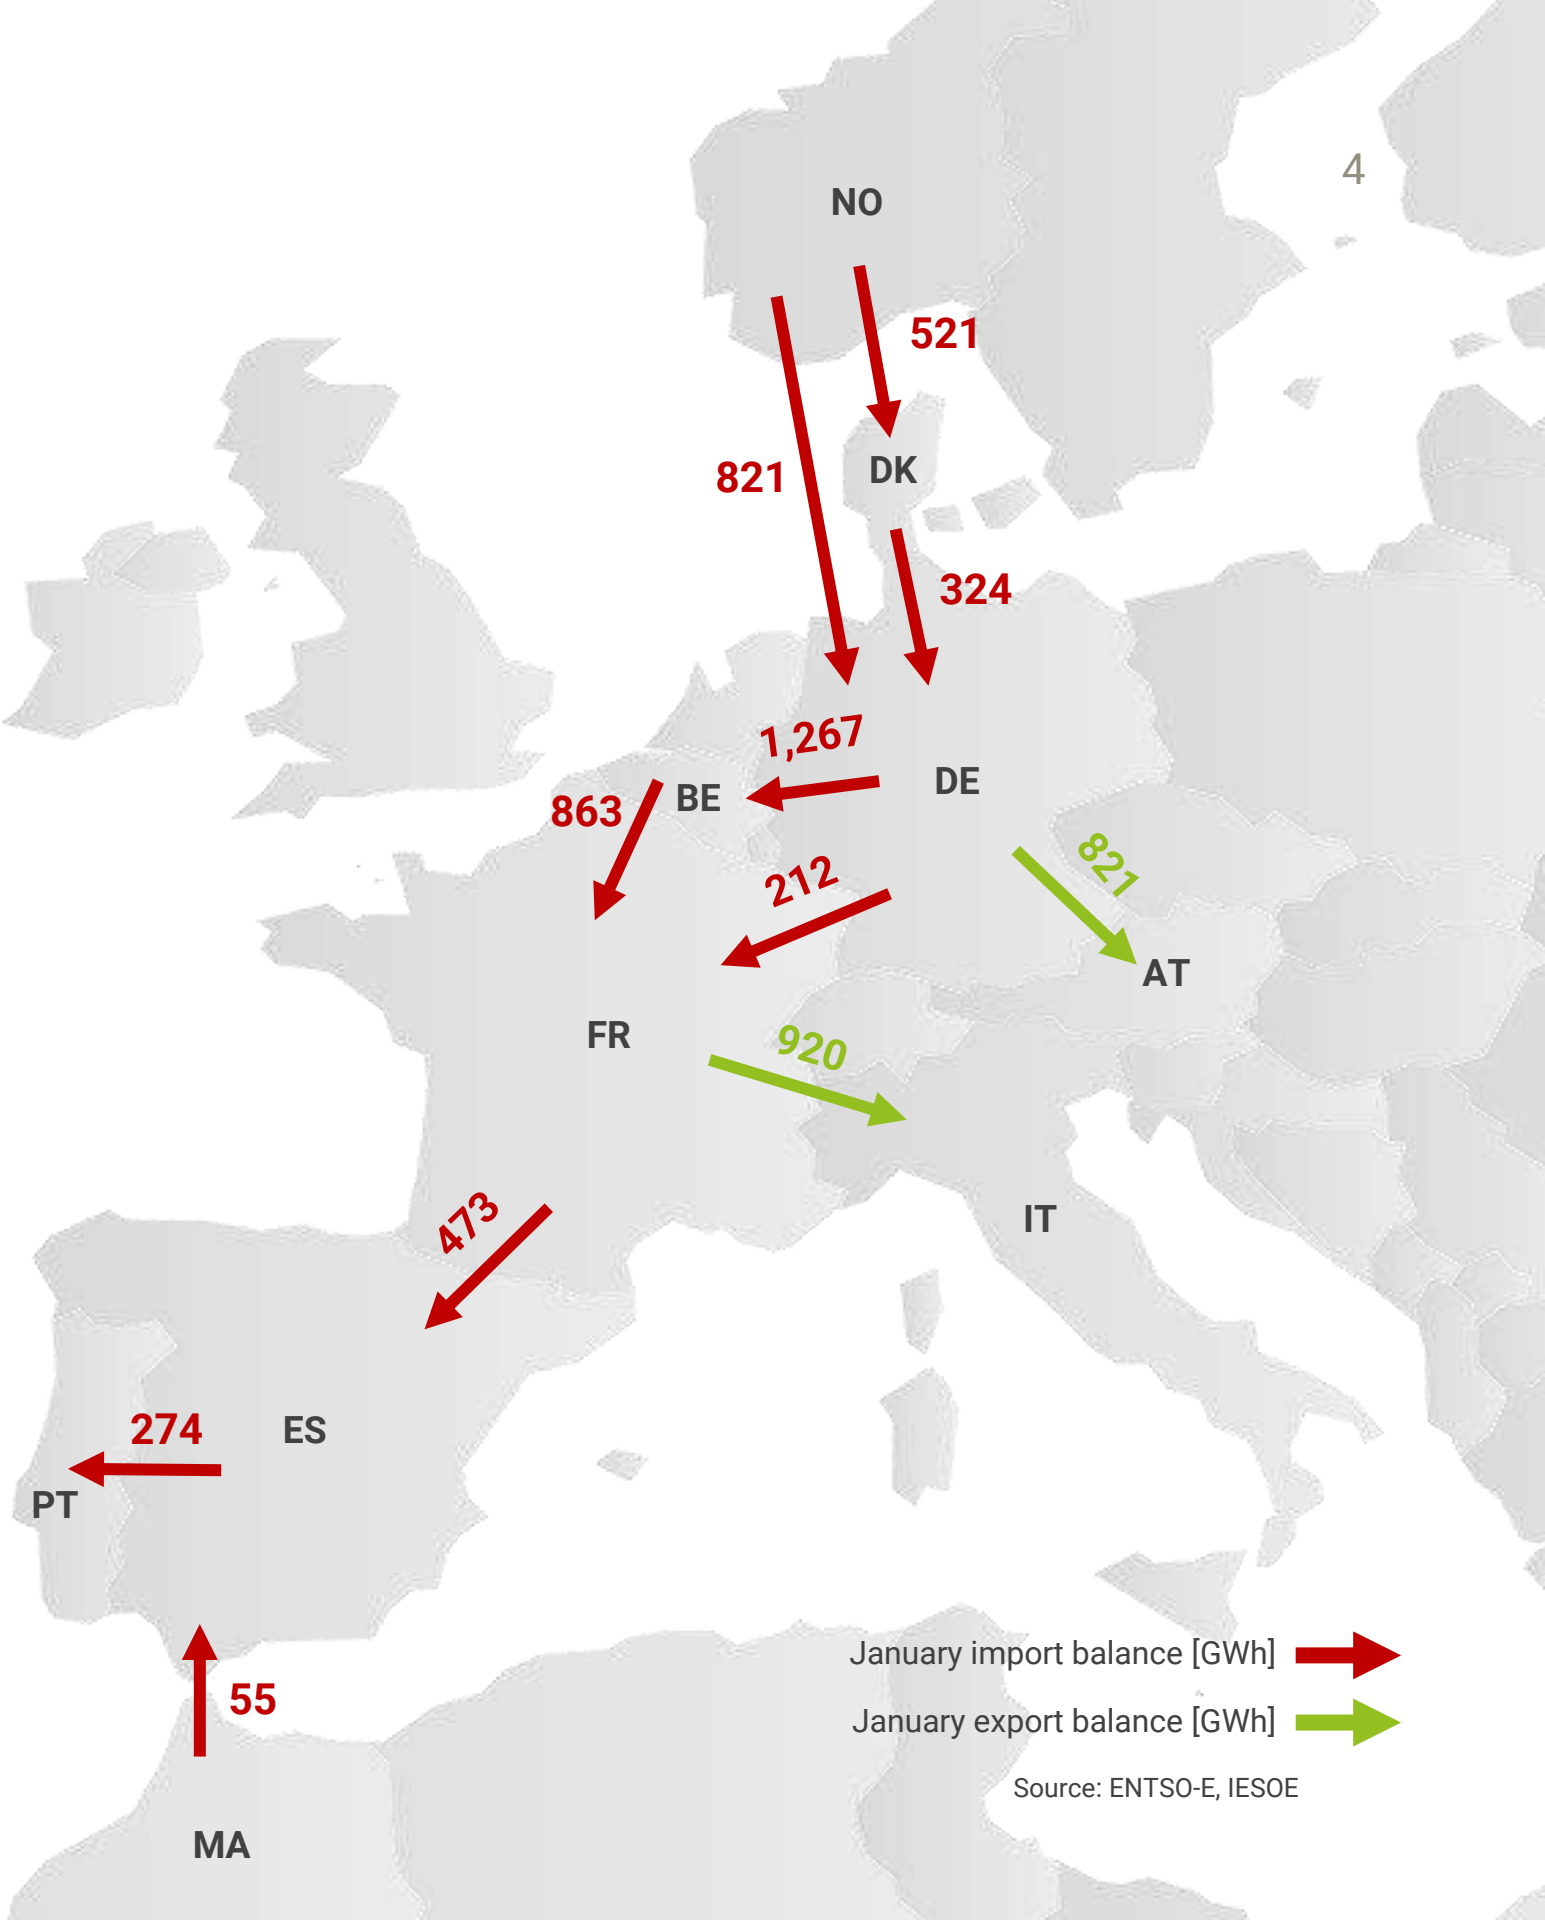 4
NO
521
821
DK
324
1,267
DE
BE
863
821
212
AT
FR
920
473
IT
274
ES
PT
January import balance [GWh]
55
January export balance [GWh]
Source: ENTSO-E, IESOE
MA